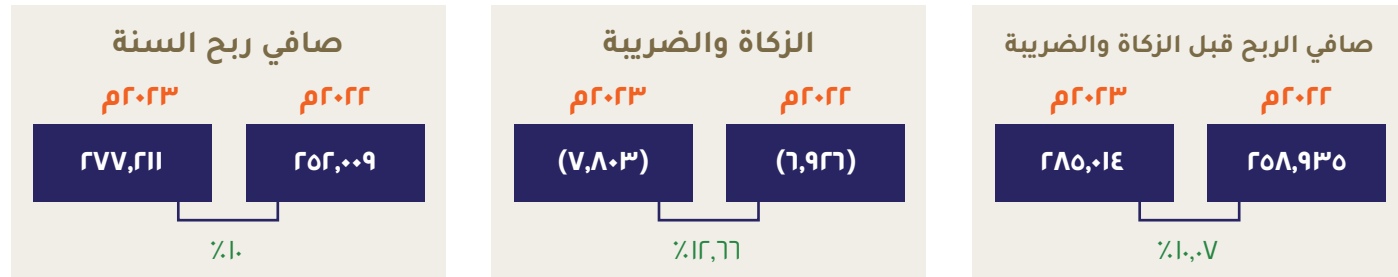 صافي الربح قبل الزكاة والضريبة
٢٠٢٢م ٢٠٢٣م
٢٥٨,٩٣٥ ٢٨٥,٠١٤
٪١٠,٠٧
الزكاة والضريبة
٢٠٢٢م ٢٠٢٣م
(٦,٩٢٦) (٧,٨٠٣)
٪١٢,٦٦
صافي ربح السنة
٢٠٢٢م ٢٠٢٣م
٢٥٢,٠٠٩ ٢٧٧,٢١١
٪١٠